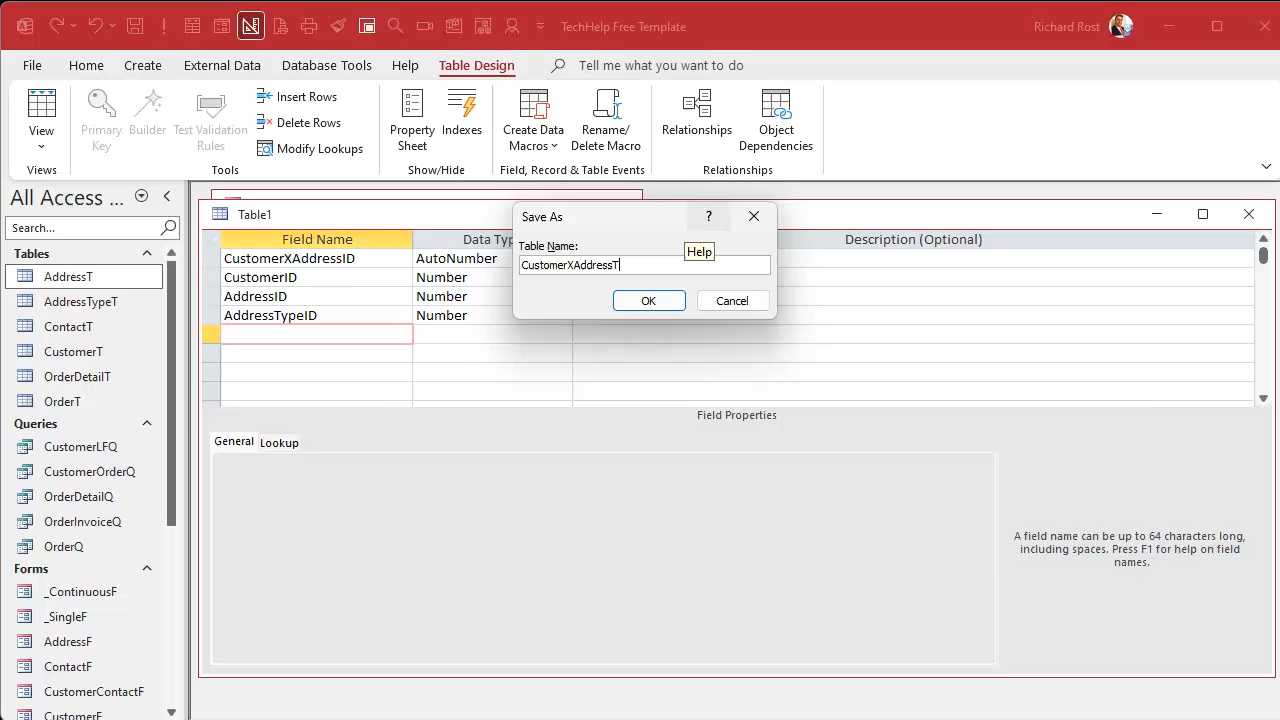 TechHelp Free Template
Richard Rost
File Home Create External Data Database Tools Help Table Design Tell me what you want to do
View
Views
Primary Key
Builder
Test Validation Rules
Insert Rows
Delete Rows
Modify Lookups
Tools
Property Sheet
Indexes
Show/Hide
Create Data Macros
Rename/ Delete Macro
Field, Record & Table Events
Relationships
Object Dependencies
Relationships
All Access ...
Search...
Tables
AddressT
AddressTypeT
ContactT
CustomerT
OrderDetailT
OrderT
Queries
CustomerLFQ
CustomerOrderQ
OrderDetailQ
OrderInvoiceQ
OrderQ
Forms
_ContinuousF
_SingleF
AddressF
ContactF
CustomerContactF
CustomerF
Table1
Field Name Data Typ Description (Optional)
CustomerXAddressID AutoNumber
CustomerID Number
AddressID Number
AddressTypeID Number
Save As
?
Table Name:
Help
CustomerXAddressT
OK Cancel
Field Properties
General Lookup
A field name can be up to 64 characters long,
including spaces. Press F1 for help on field
names.